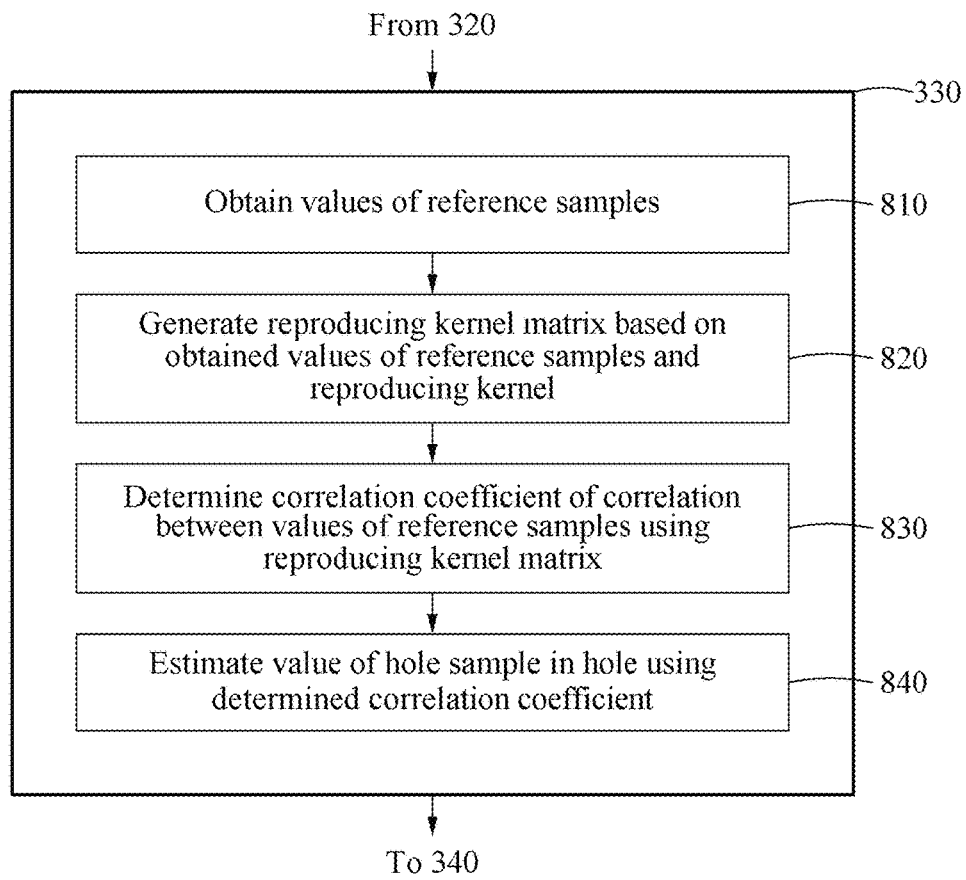 From 320
330
Obtain values of reference samples
810
Generate reproducing kernel matrix based on
obtained values of reference samples and
reproducing kernel
820
Determine correlation coefficient of correlation
between values of reference samples using
reproducing kernel matrix
830
Estimate value of hole sample in hole using
determined correlation coefficient
840
To 340